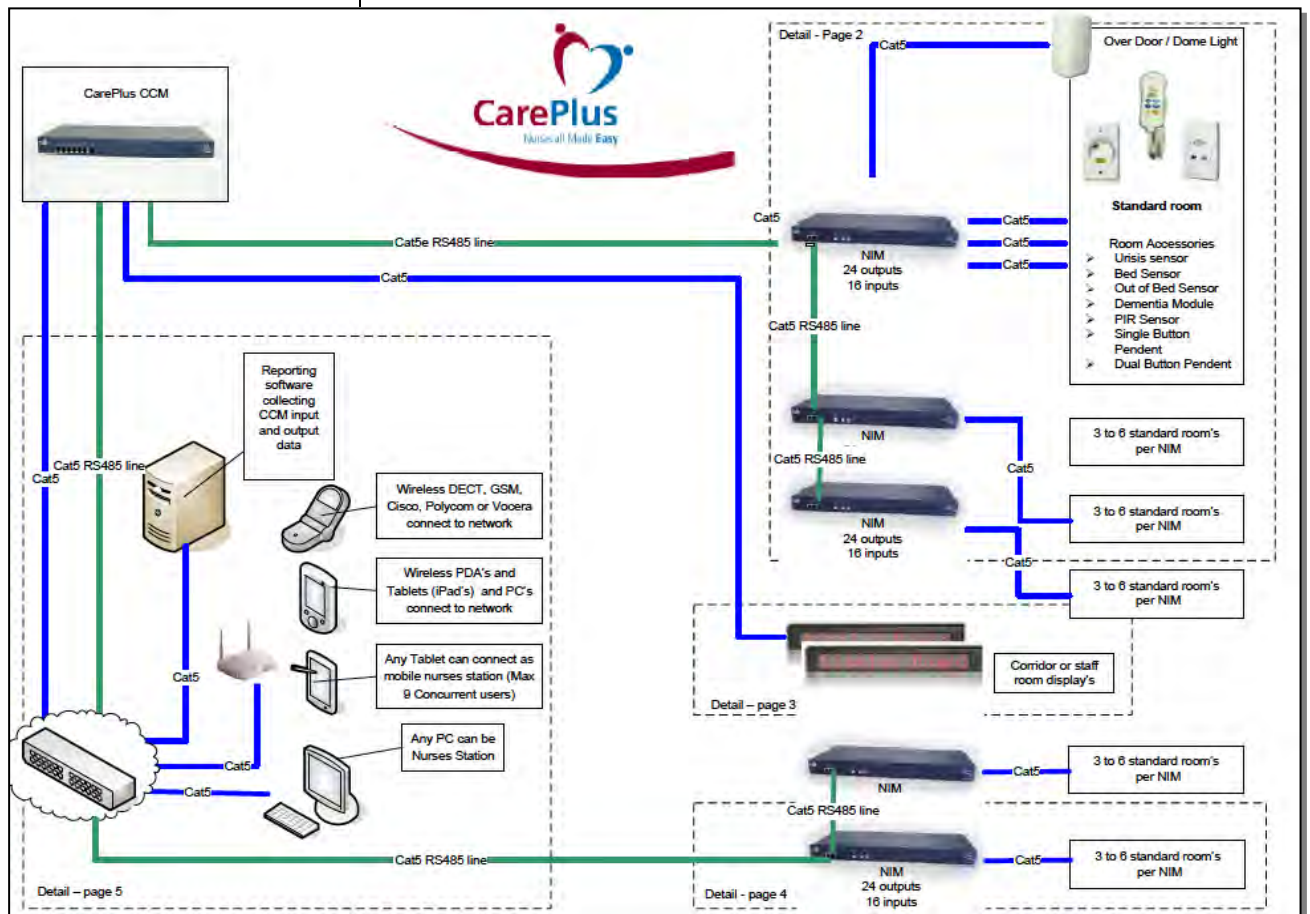 CarePlus CCM
CarePlus
Nursecall Made Easy
Detail - Page 2
Cat5
Over Door / Dome Light
Standard room
Room Accessories
➢ Urisis sensor
➢ Bed Sensor
➢ Out of Bed Sensor
➢ Dementia Module
➢ PIR Sensor
➢ Single Button
Pendent
➢ Dual Button Pendent
Cat5
Cat5
Cat5
Cat5
NIM
24 outputs
16 inputs
Cat5e RS485 line
Cat5
Cat5 RS485 line
NIM
3 to 6 standard room's
per NIM
Cat5 RS485 line
Cat5
NIM
24 outputs
16 inputs
3 to 6 standard room's
per NIM
Cat5
3 to 6 standard room's
per NIM
Corridor or staff
room display's
Detail – page 3
Reporting
software
collecting
CCM input
and output
data
Cat5 RS485 line
Cat5
Wireless DECT, GSM,
Cisco, Polycom or Vocera
connect to network
Wireless PDA's and
Tablets (iPad's) and PC's
connect to network
Any Tablet can connect as
mobile nurses station (Max
9 Concurrent users)
Any PC can be
Nurses Station
Cat5
Cat5
Cat5
Cat5 RS485 line
Detail – page 5
NIM
Cat5
3 to 6 standard room's
per NIM
Cat5 RS485 line
NIM
24 outputs
16 inputs
Cat5
3 to 6 standard room's
per NIM
Detail - page 4